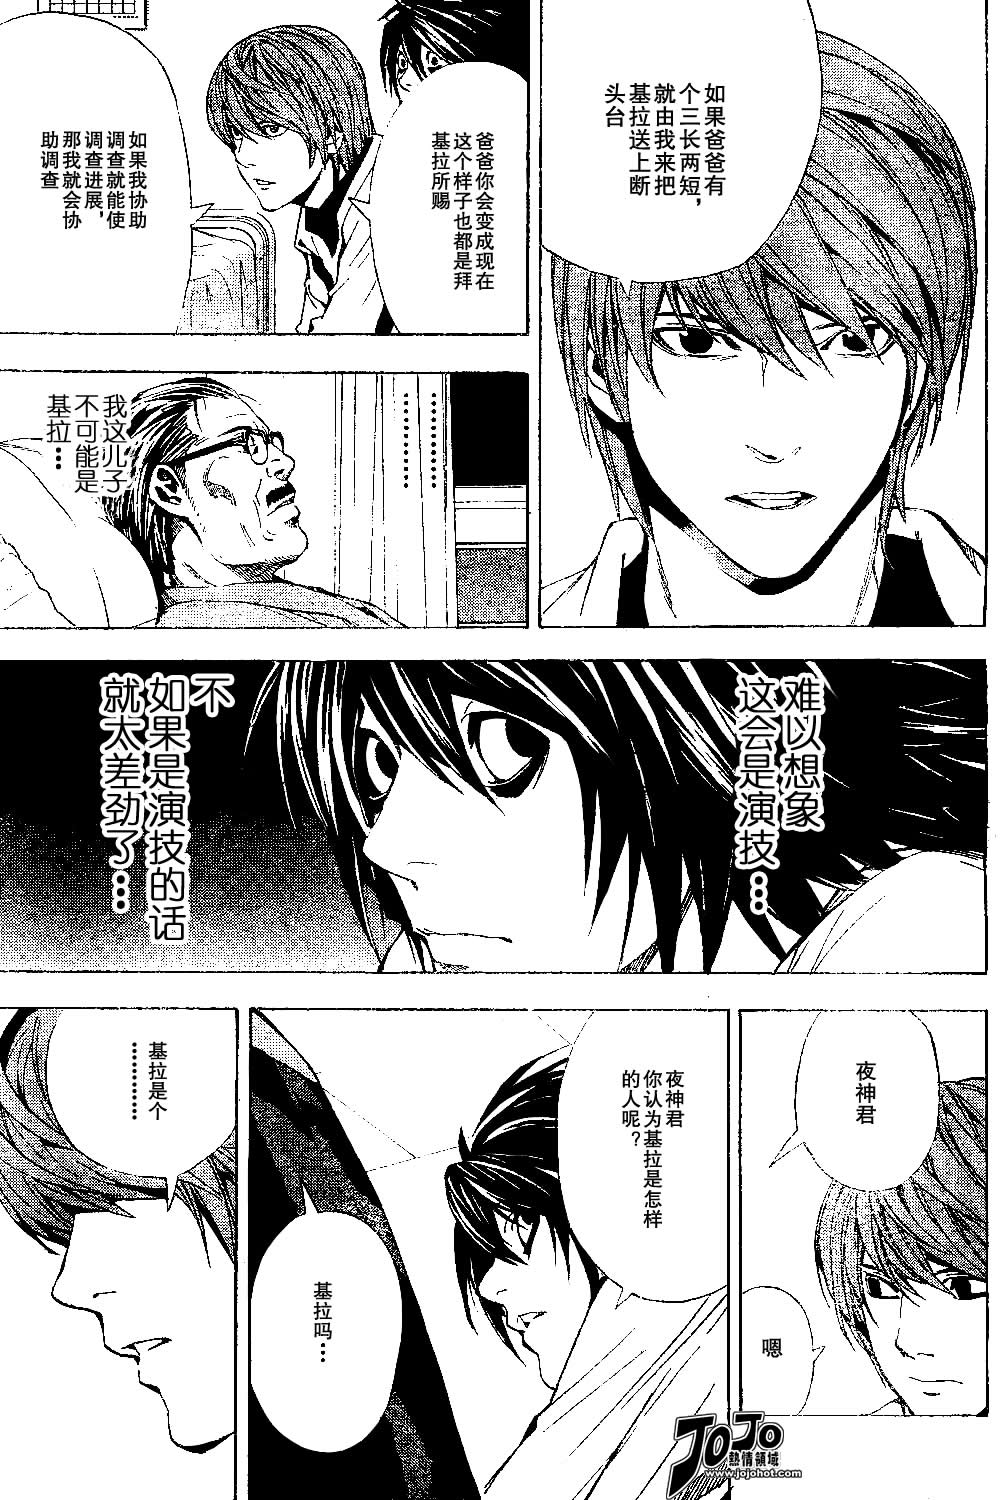 如果爸爸有
个三长两短，
就由我来把
基拉送上断
头台
爸爸你会变成现在
这个样子也都是拜
基拉所赐
如果我协助
调查就能使
调查进展，
那我就会协
助调查
…………
…………
我这儿子
不可能是
基拉…
难以想象
这会是演技…
不
如果是演技的话
就太差劲了…
夜神君
嗯
夜神君
你认为基拉是怎样
的人呢？
基拉吗…
基拉是个
…………
JOJO
熱情領域
www.jojohot.com